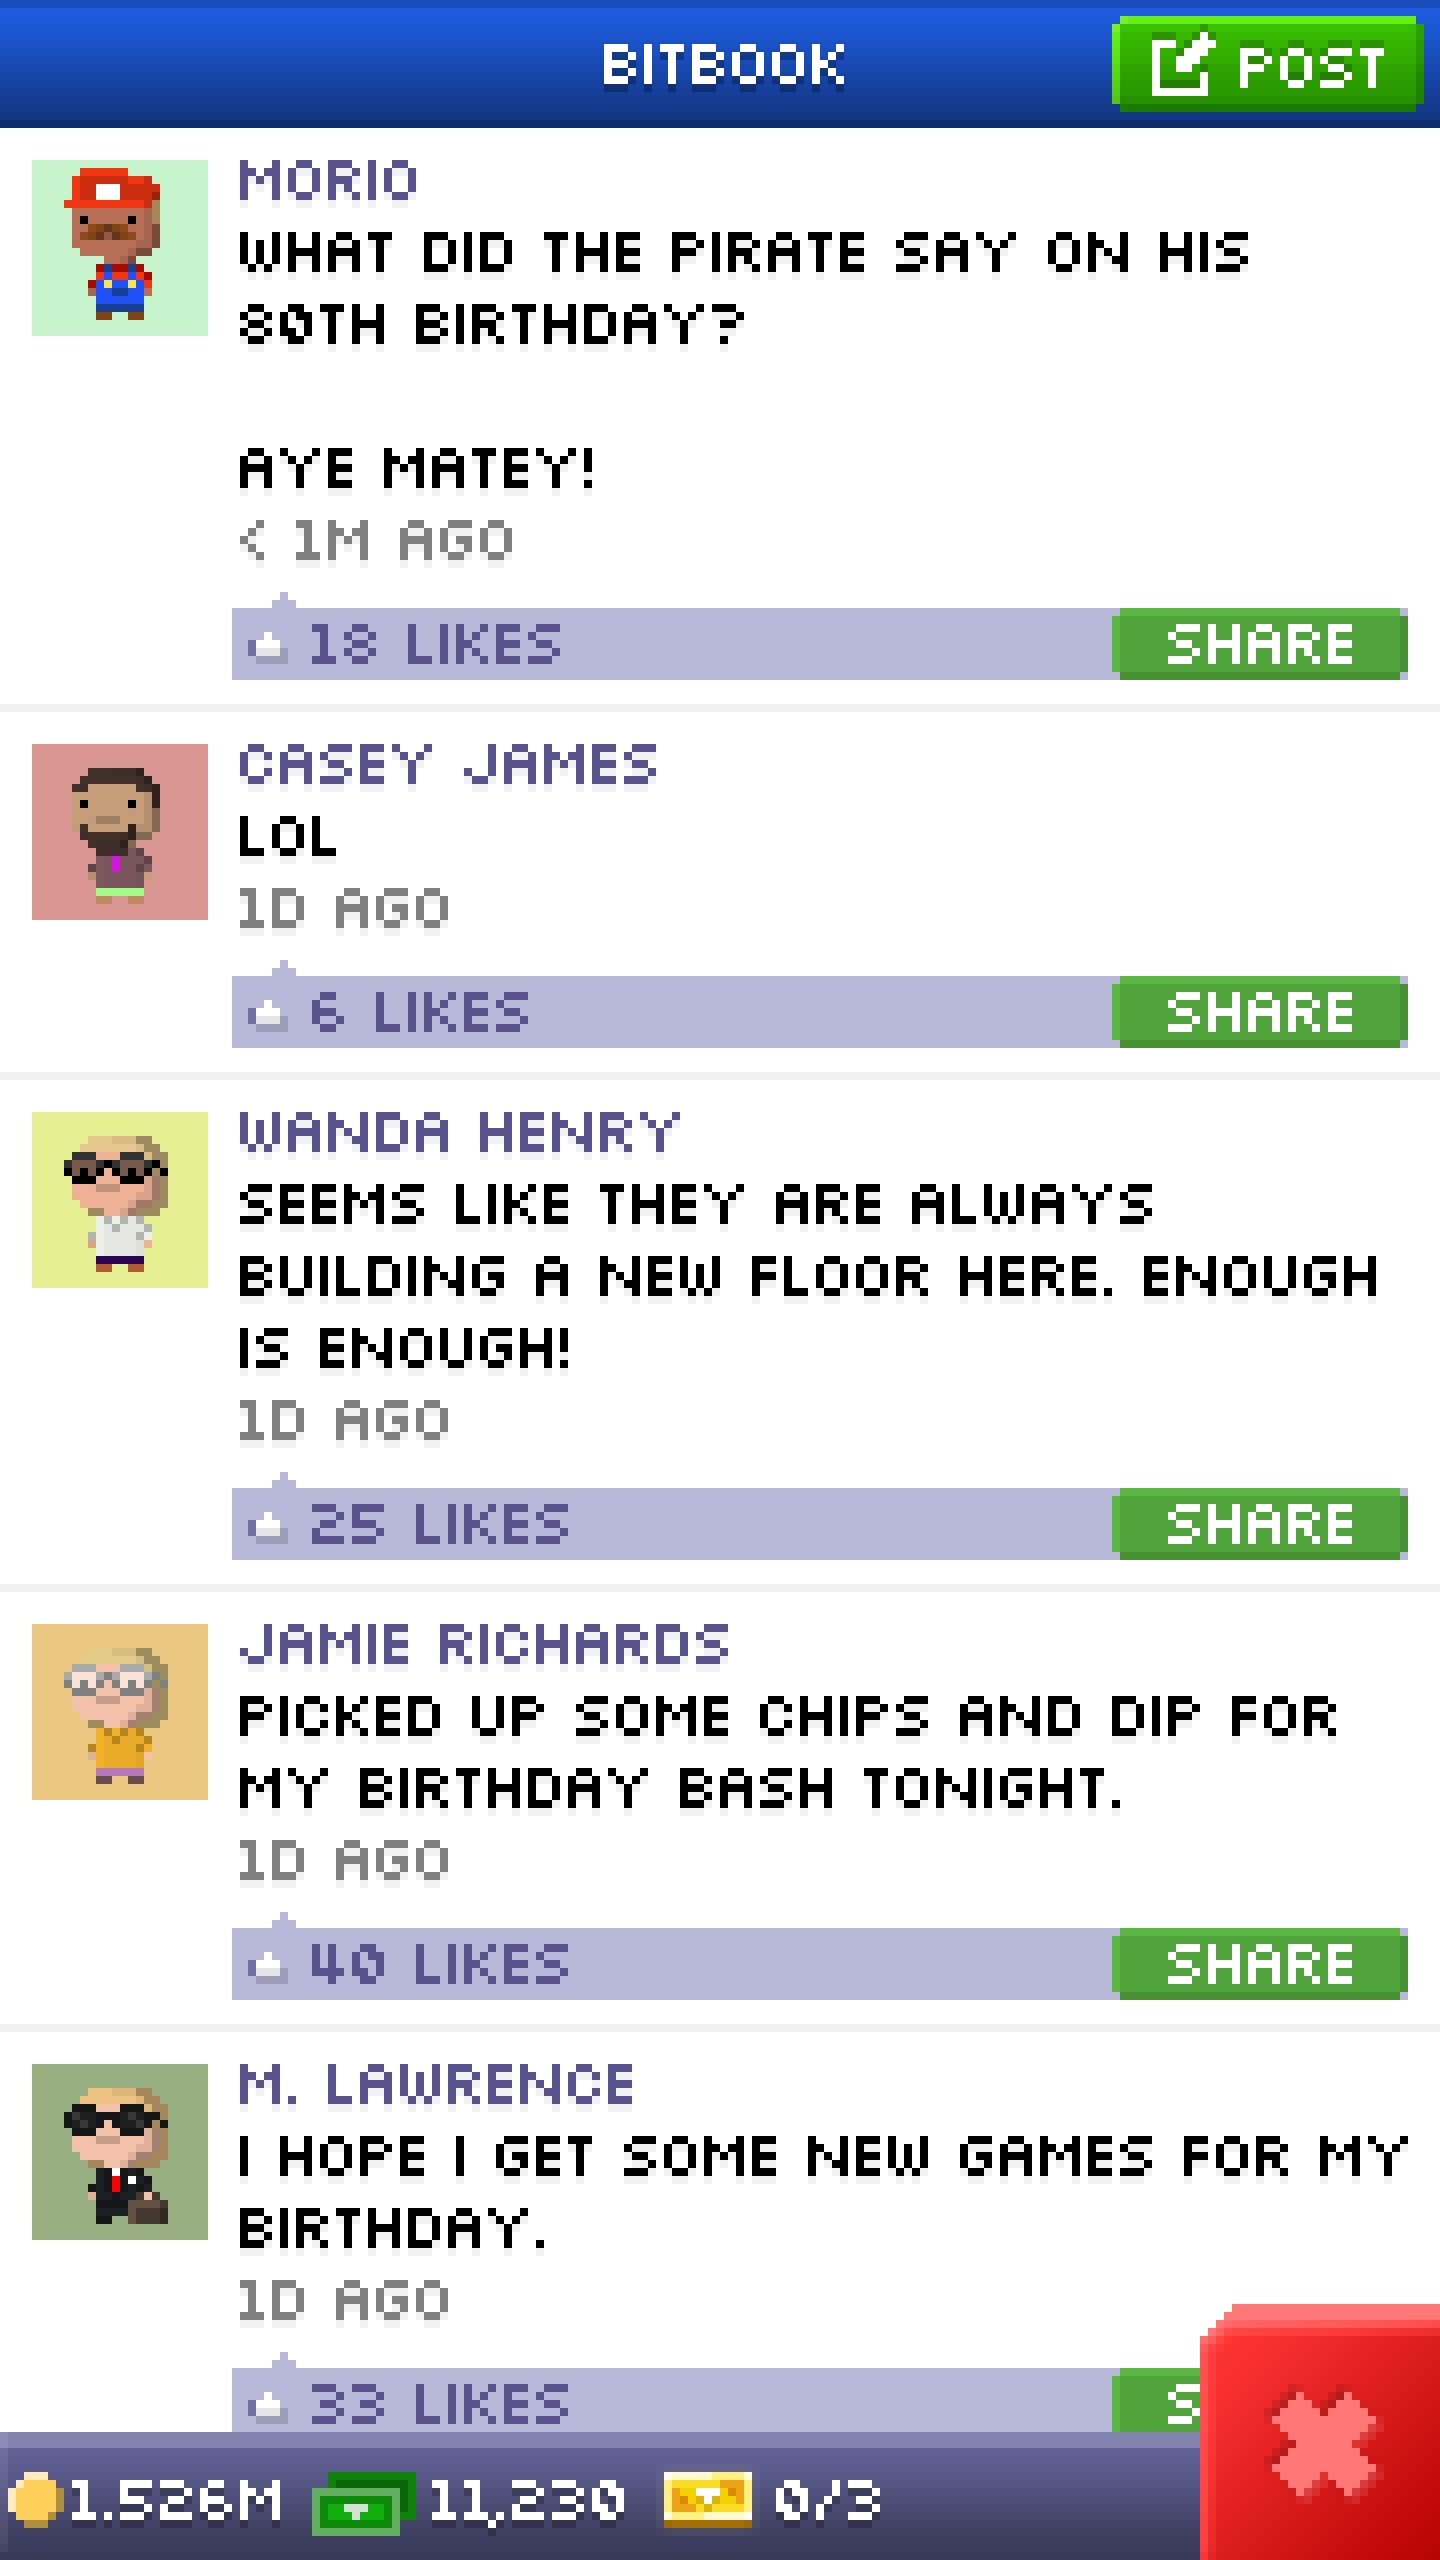 BITBOOK
POST
MORIO
WHAT DID THE PIRATE SAY ON HIS
80TH BIRTHDAY?
AYE MATEY!
< 1M AGO
18 LIKES
SHARE
CASEY JAMES
LOL
1D AGO
6 LIKES
SHARE
WANDA HENRY
SEEMS LIKE THEY ARE ALWAYS
BUILDING A NEW FLOOR HERE. ENOUGH
IS ENOUGH!
1D AGO
25 LIKES
SHARE
JAMIE RICHARDS
PICKED UP SOME CHIPS AND DIP FOR
MY BIRTHDAY BASH TONIGHT.
1D AGO
40 LIKES
SHARE
M. LAWRENCE
I HOPE I GET SOME NEW GAMES FOR MY
BIRTHDAY.
1D AGO
33 LIKES
1.526M
11,230
0/3